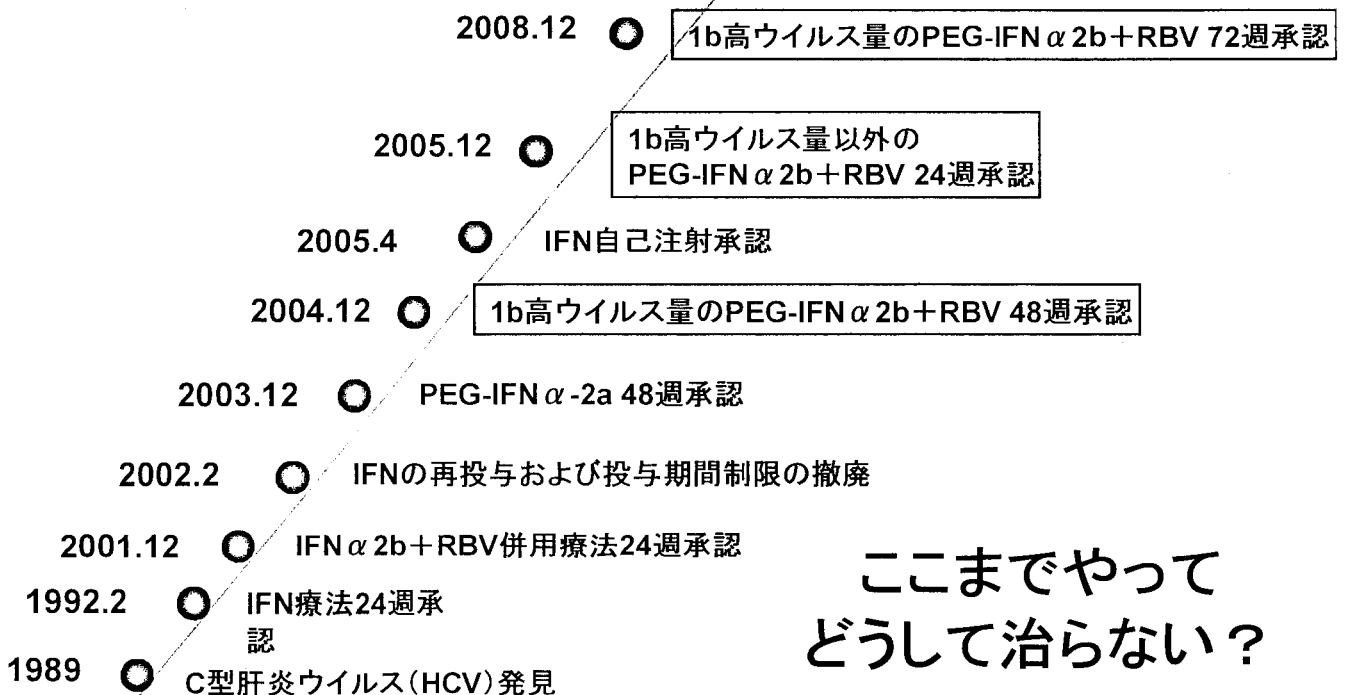 2008.12 1b高ウイルス量のPEG-IFNα2b+RBV 72週承認
2005.12 1b高ウイルス量以外の
PEG-IFNα2b+RBV 24週承認
2005.4 IFN自己注射承認
2004.12 1b高ウイルス量のPEG-IFNα2b+RBV 48週承認
2003.12 PEG-IFNα-2a 48週承認
2002.2 IFNの再投与および投与期間制限の撤廃
2001.12 IFNα2b+RBV併用療法24週承認
1992.2 IFN療法24週承
認
1989 C型肝炎ウイルス(HCV)発見
ここまでやって
どうして治らない?